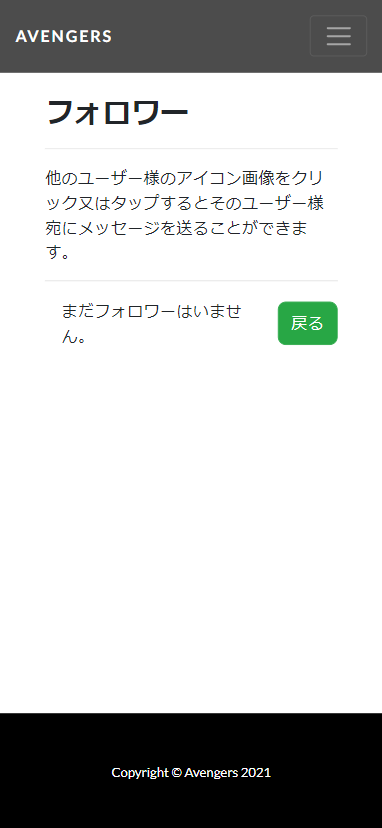 AVENGERS
フォロワー
他のユーザー様のアイコン画像をクリ
ック又はタップするとそのユーザー様
宛にメッセージを送ることができま
す。
まだフォロワーはいませ
ん。
戻る
Copyright © Avengers 2021